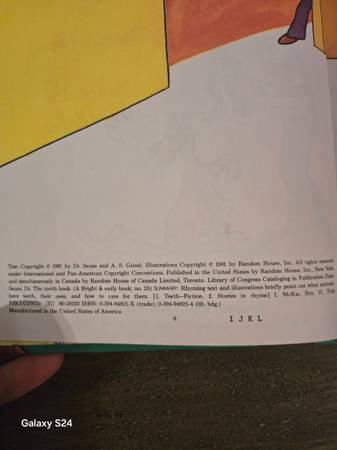 Text Copyright © 1981 by Dr. Seuss and A. S. Geisel. Illustrations Copyright © 1981 by Random House, Inc. All rights reserved
under International and Pan-American Copyright Conventions. Published in the United States by Random House, Inc., New York,
and simultaneously in Canada by Random House of Canada Limited, Toronto. Library of Congress Cataloging in Publication Data
Seuss, Dr. The tooth book. (A Bright & early book; no. 25) SUMMARY: Rhyming text and illustrations briefly point out what animals
have teeth, their uses, and how to care for them. [1. Teeth–Fiction. 2. Stories in rhyme] I. McKie, Roy. II. Title
[E] 80-28320 ISBN: 0-394-84825-X (trade); 0-394-94825-4 (lib. bdg.)
Manufactured in the United States of America
I J K L
Galaxy S24